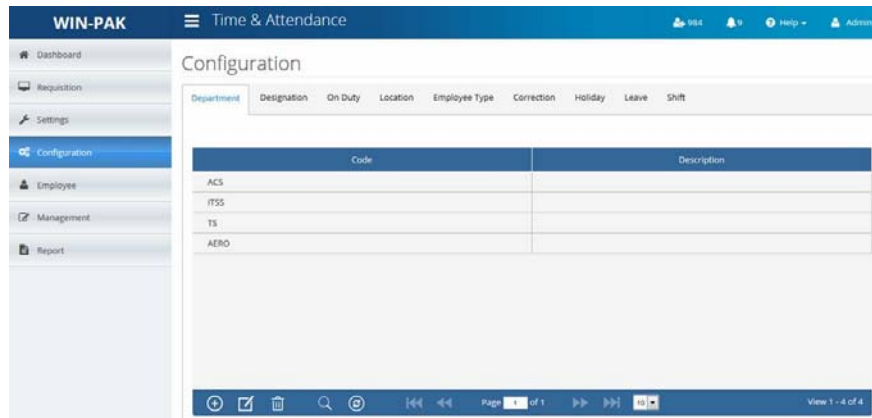 WIN-PAK
Time & Attendance
984
9
Help
Admin
Dashboard
Requisition
Settings
Configuration
Employee
Management
Report
Configuration
Department Designation On Duty Location Employee Type Correction Holiday Leave Shift
Code Description
ACS
ITSS
TS
AERO
Page 1 of 1 10 View 1 - 4 of 4